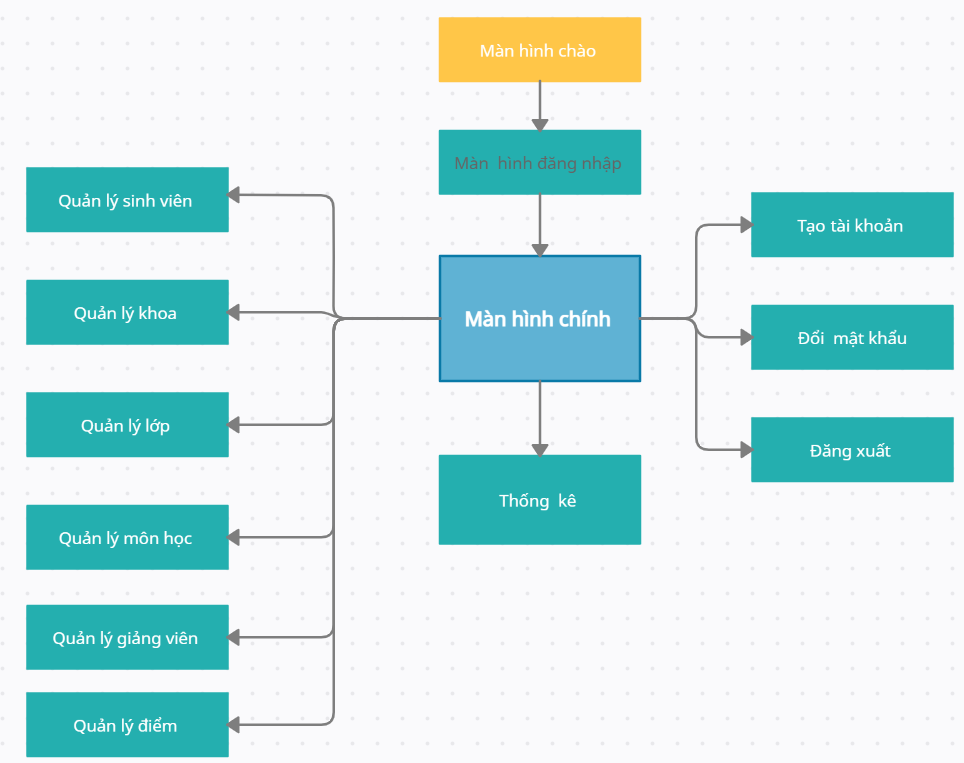 Màn hình chào
Màn hình đăng nhập
Quản lý sinh viên
Quản lý khoa
Quản lý lớp
Quản lý môn học
Quản lý giảng viên
Quản lý điểm
Màn hình chính
Thống kê
Tạo tài khoản
Đổi mật khẩu
Đăng xuất